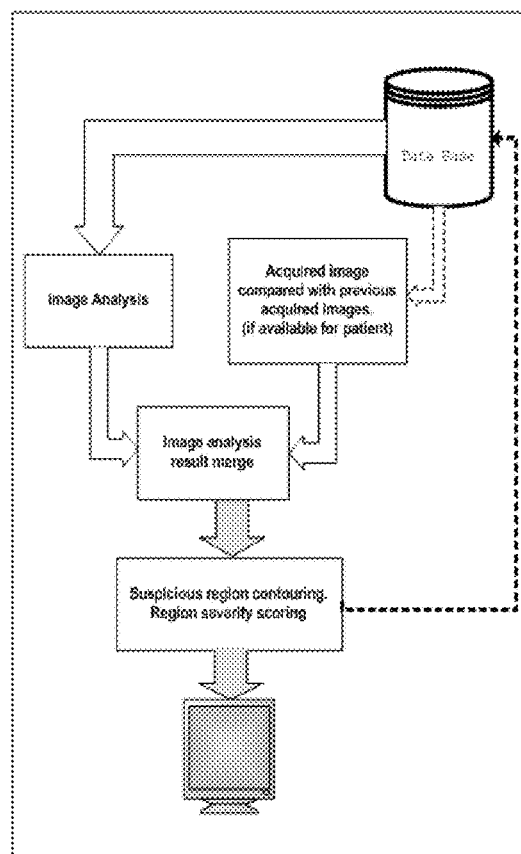 Data Base
Image Analysis
Acquired image
compared with previous
acquired images.
(if available for patient)
Image analysis
result merge
Suspicious region contouring.
Region severity scoring